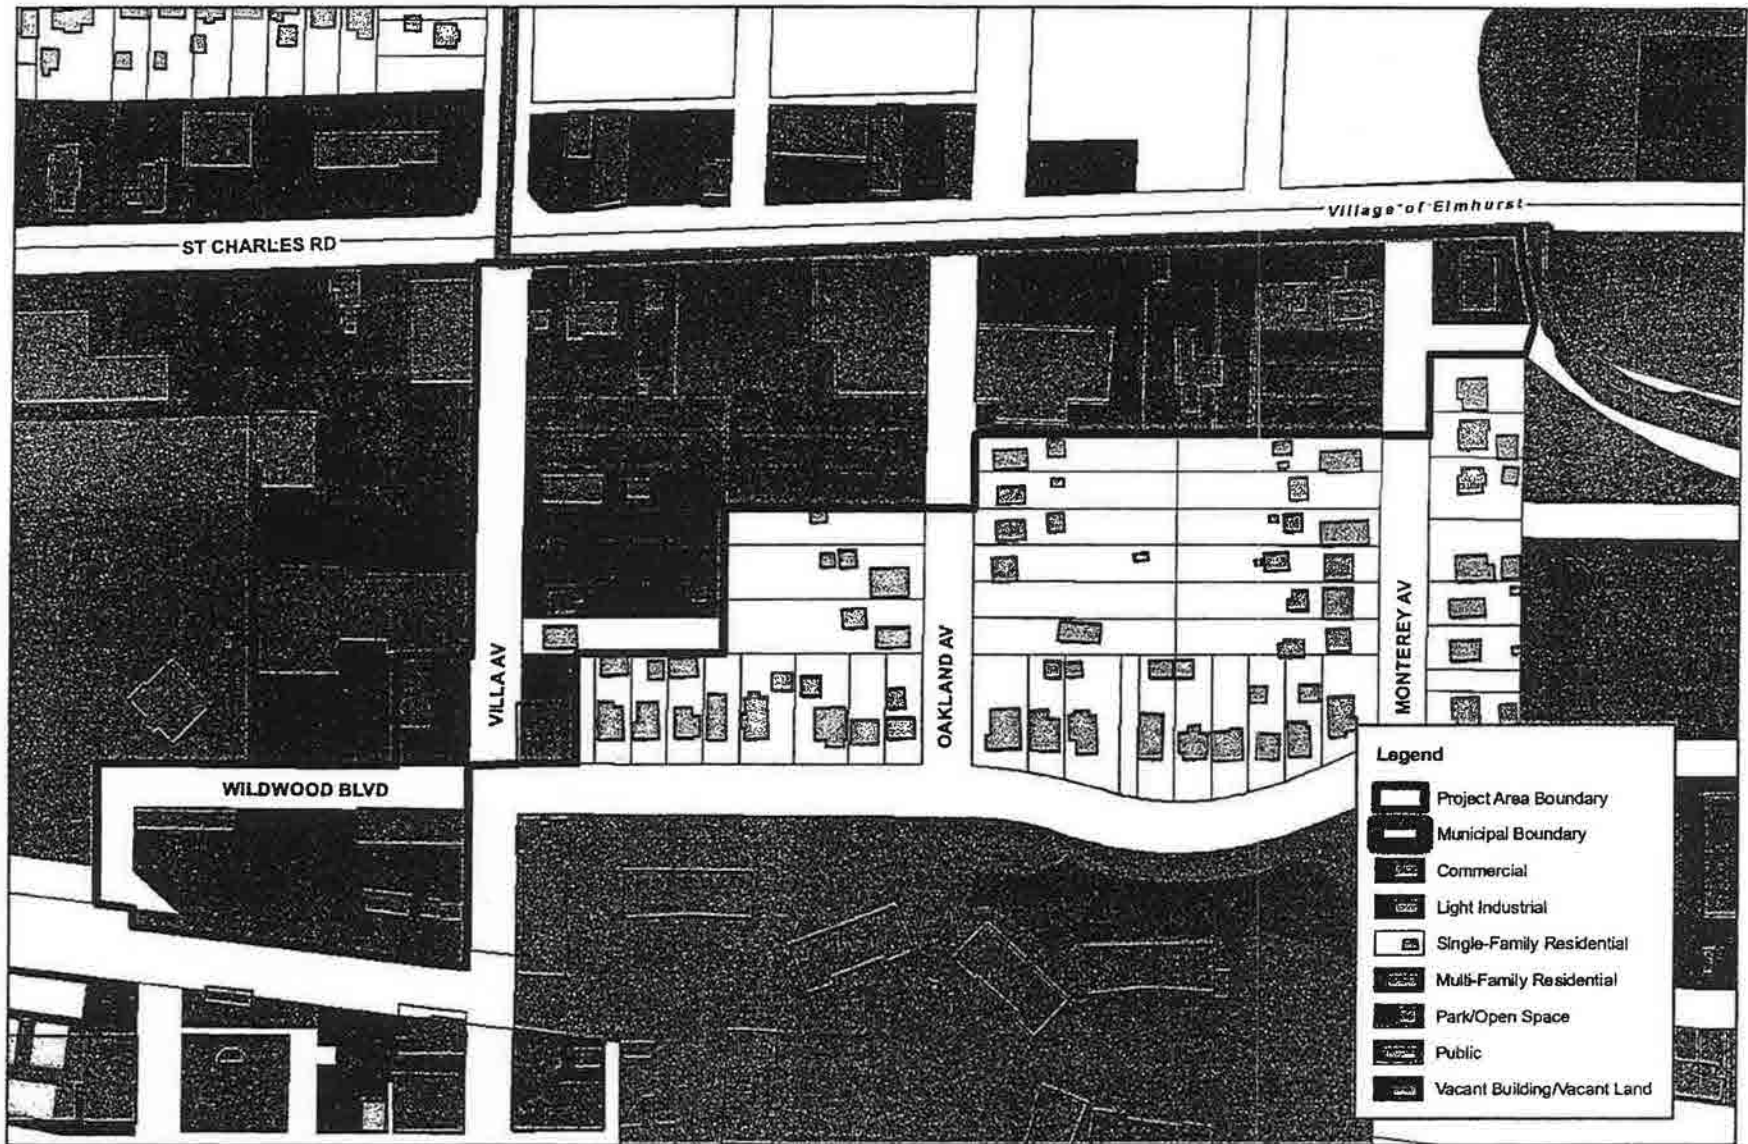 Village of Elmhurst
ST CHARLES RD
VILLA AV
OAKLAND AV
MONTEREY AV
WILDWOOD BLVD
Legend
Project Area Boundary
Municipal Boundary
Commercial
Light Industrial
Single-Family Residential
Multi-Family Residential
Park/Open Space
Public
Vacant Building/Vacant Land